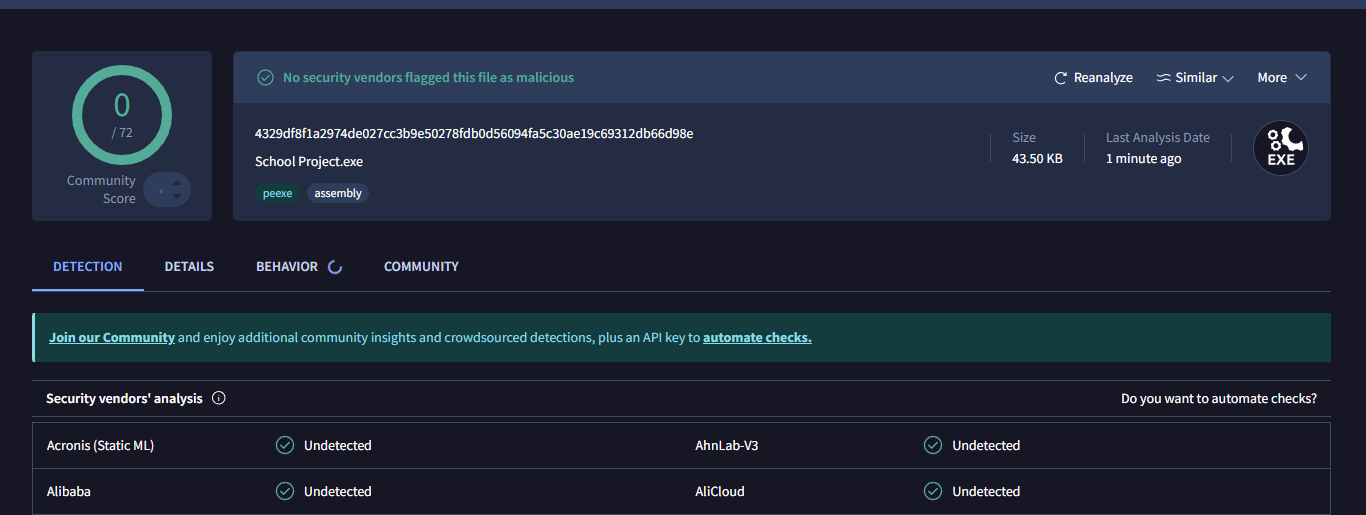 0
/ 72
Community
Score
No security vendors flagged this file as malicious
Reanalyze
Similar
More
4329df8f1a2974de027cc3b9e50278fdb0d56094fa5c30ae19c69312db66d98e
School Project.exe
peexe assembly
Size
43.50 KB
Last Analysis Date
1 minute ago
EXE
DETECTION DETAILS BEHAVIOR COMMUNITY
Join our Community and enjoy additional community insights and crowdsourced detections, plus an API key to automate checks.
Security vendors' analysis Do you want to automate checks?
Acronis (Static ML) Undetected AhnLab-V3 Undetected
Alibaba Undetected AliCloud Undetected